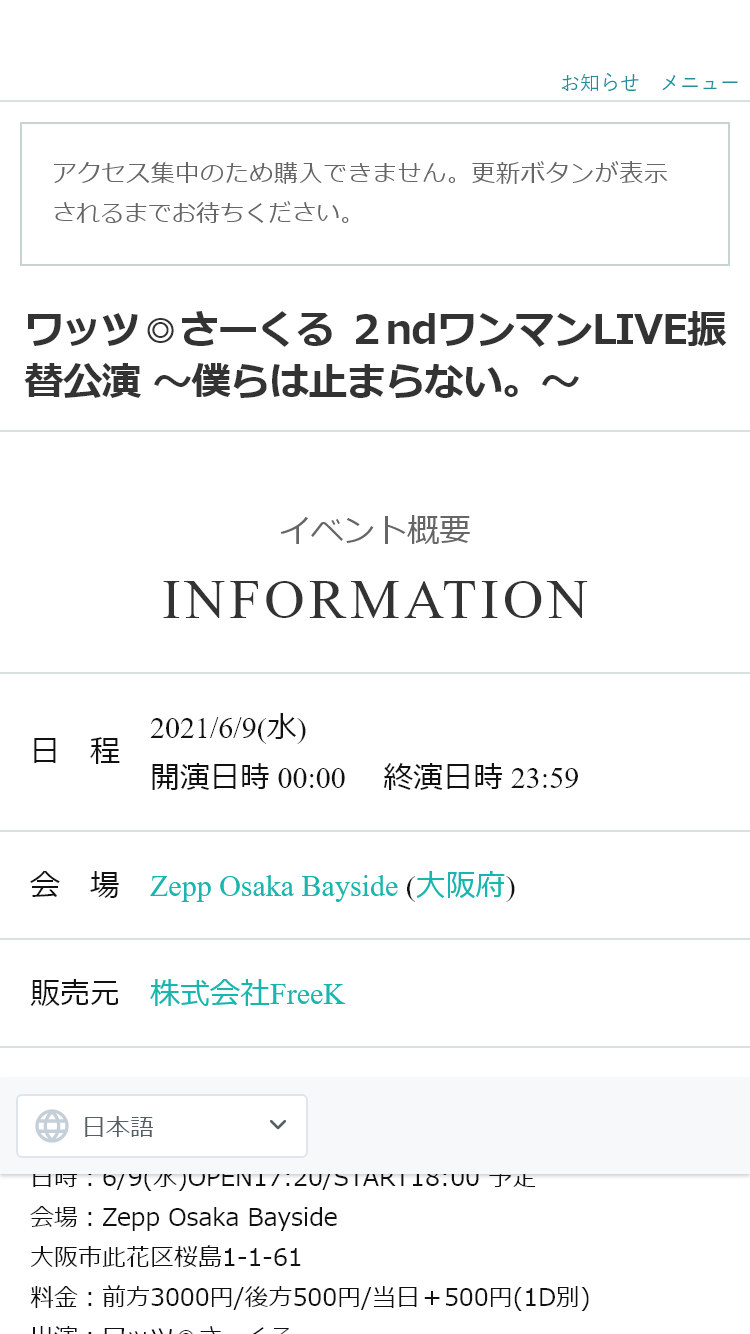 お知らせ　メニュー
アクセス集中のため購入できません。更新ボタンが表示
されるまでお待ちください。
ワッツ◎さーくる ２ndワンマンLIVE振
替公演 〜僕らは止まらない。〜
イベント概要
INFORMATION
日　程
2021/6/9(水)
開演日時 00:00　終演日時 23:59
会　場　Zepp Osaka Bayside (大阪府)
販売元　株式会社FreeK
日本語
日時：6/9(水)OPEN17:20/START18:00 予定
会場：Zepp Osaka Bayside
大阪市此花区桜島1-1-61
料金：前方3000円/後方500円/当日＋500円(1D別)
出演：ワッツ◎さーくる